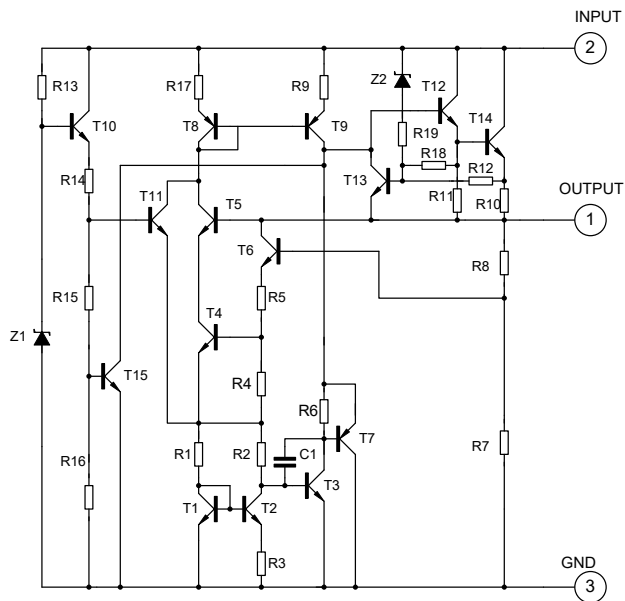 INPUT
2
R13
R17
R9
Z2
T12
T10
T8
T9
R19
T14
R18
R12
R14
T13
T11
T5
R11
R10
OUTPUT
1
T6
R8
R15
R5
Z1
T4
T15
R4
R6
T7
R7
R16
R1
R2
C1
T3
T1
T2
R3
GND
3